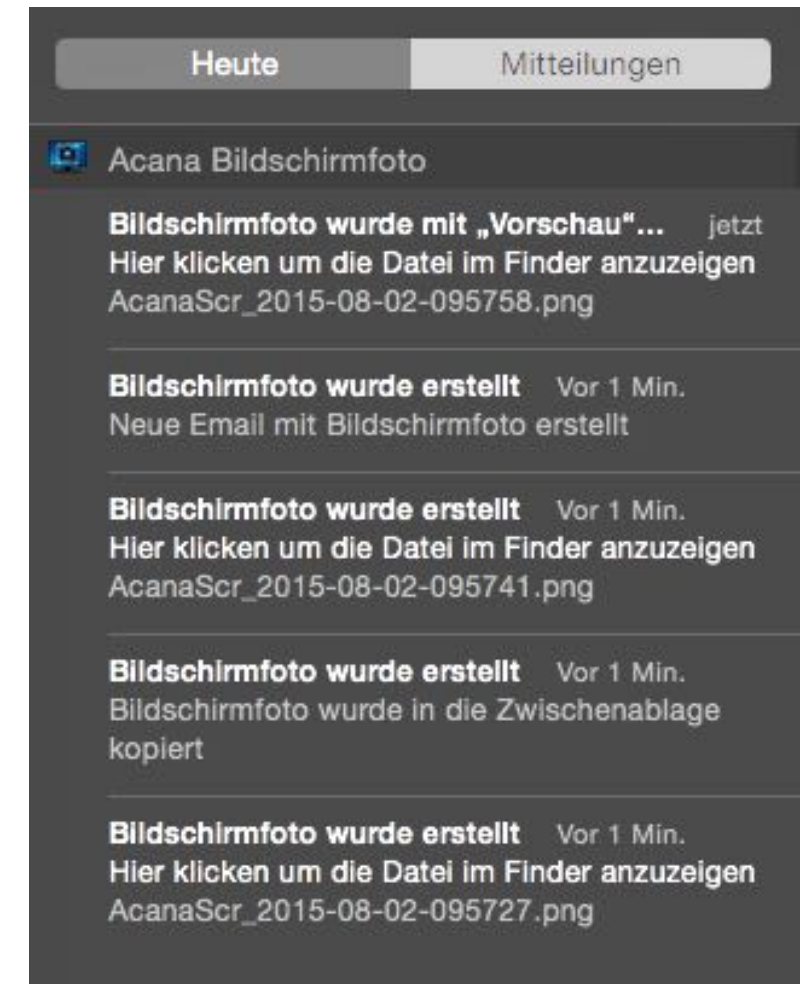 Heute Mitteilungen
Acana Bildschirmfoto
Bildschirmfoto wurde mit „Vorschau“... jetzt
Hier klicken um die Datei im Finder anzuzeigen
AcanaScr_2015-08-02-095758.png
Bildschirmfoto wurde erstellt Vor 1 Min.
Neue Email mit Bildschirmfoto erstellt
Bildschirmfoto wurde erstellt Vor 1 Min.
Hier klicken um die Datei im Finder anzuzeigen
AcanaScr_2015-08-02-095741.png
Bildschirmfoto wurde erstellt Vor 1 Min.
Bildschirmfoto wurde in die Zwischenablage
kopiert
Bildschirmfoto wurde erstellt Vor 1 Min.
Hier klicken um die Datei im Finder anzuzeigen
AcanaScr_2015-08-02-095727.png